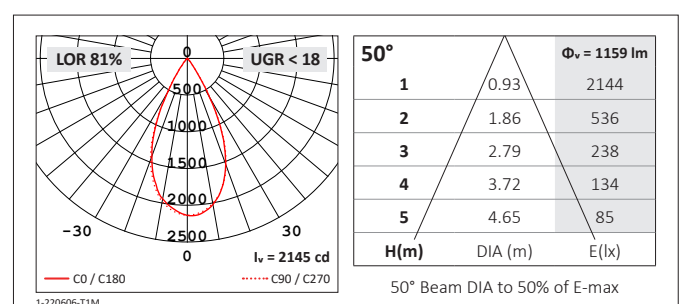 LOR 81%
0
UGR < 18
500
1000
1500
2000
2500
-30
30
0
Iᵥ = 2145 cd
C0 / C180
C90 / C270
1-220606-T1M
50°
Φᵥ = 1159 lm
1 0.93 2144
2 1.86 536
3 2.79 238
4 3.72 134
5 4.65 85
H(m) DIA (m) E(lx)
50° Beam DIA to 50% of E-max